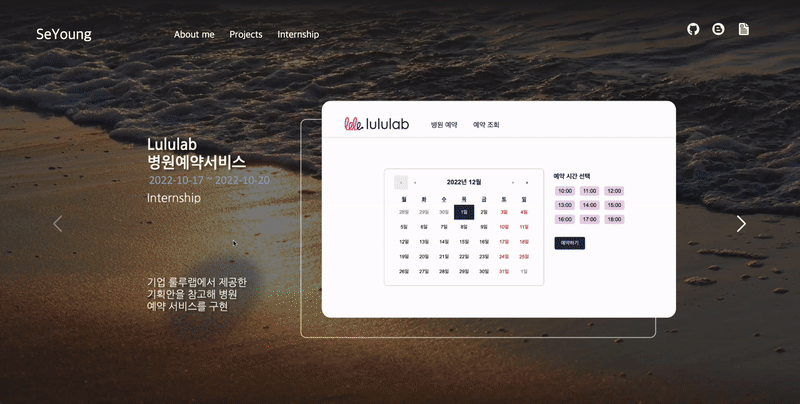 SeYoung
About me Projects Internship
Lululab
병원예약서비스
2022-10-17 ~ 2022-10-20
Internship
기업 룰루랩에서 제공한
기획안을 참고해 병원
예약 서비스를 구현
lele. lululab
병원 예약 예약 조회
2022년 12월
월 화 수 목 금 토 일
28일 29일 30일 1일 2일 3일 4일
5일 6일 7일 8일 9일 10일 11일
12일 13일 14일 15일 16일 17일 18일
19일 20일 21일 22일 23일 24일 25일
26일 27일 28일 29일 30일 31일 1일
예약 시간 선택
10:00 11:00 12:00
13:00 14:00 15:00
16:00 17:00 18:00
예약하기